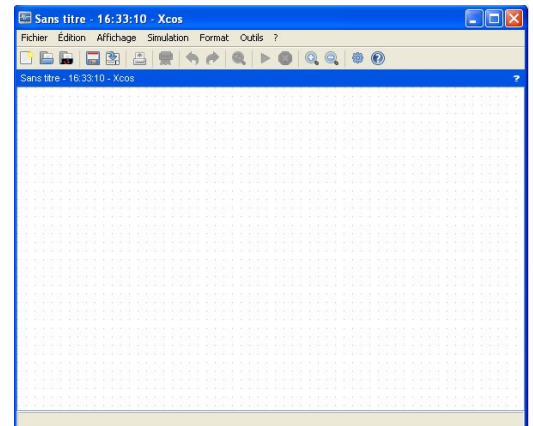 Sans titre - 16:33:10 - Xcos
Fichier Édition Affichage Simulation Format Outils ?
Sans titre - 16:33:10 - Xcos ?